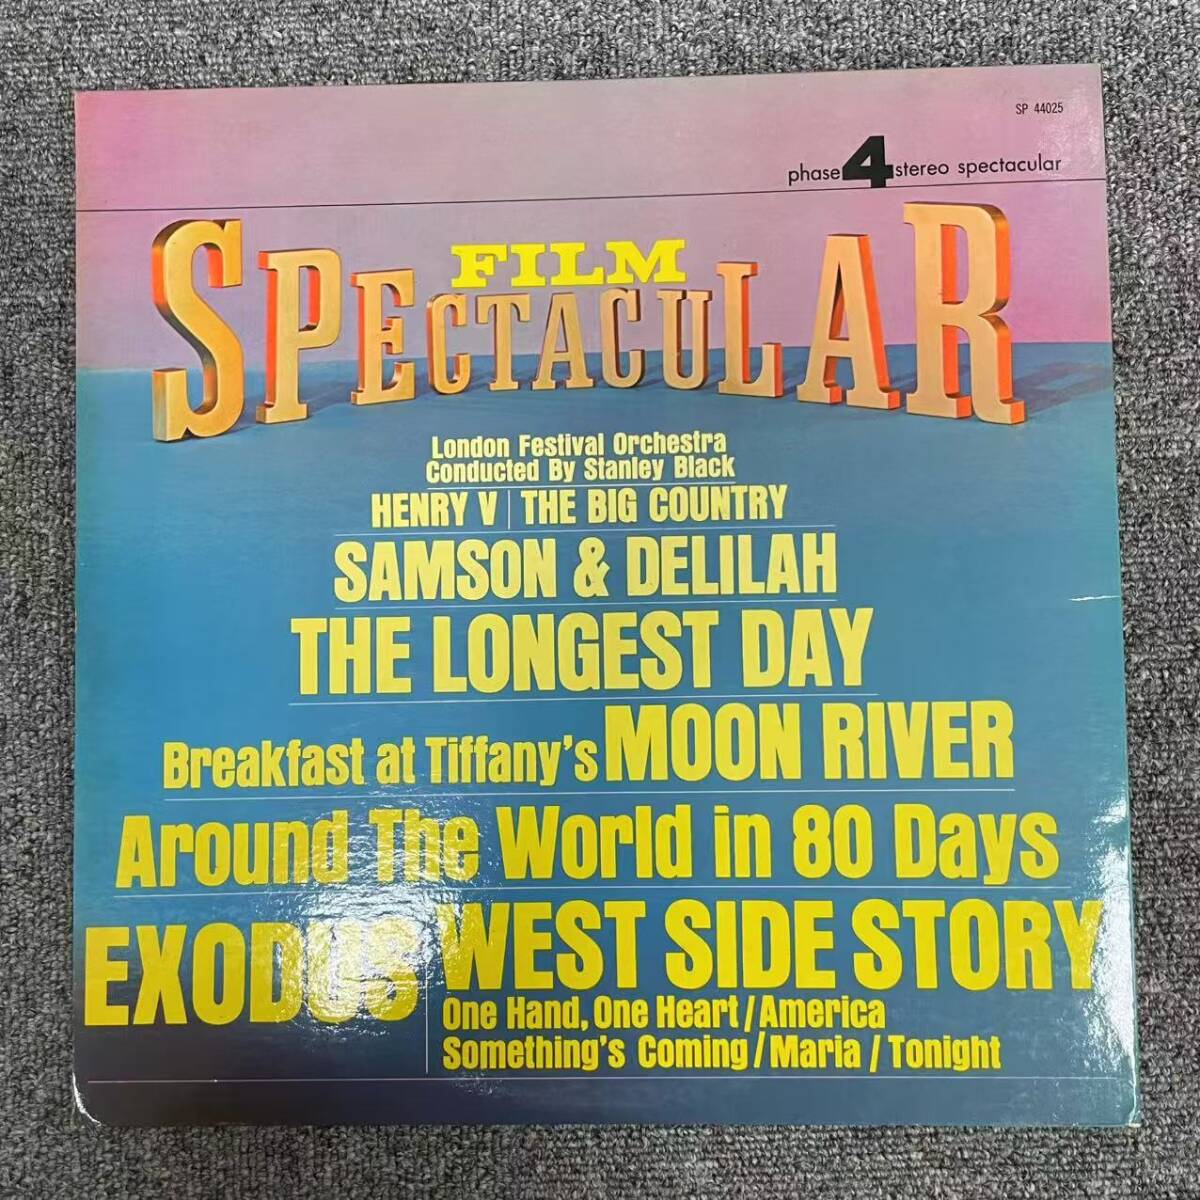 SP 44025
phase 4 stereo spectacular
FILM
SPECTACULAR
London Festival Orchestra
Conducted By Stanley Black
HENRY V | THE BIG COUNTRY
SAMSON & DELILAH
THE LONGEST DAY
Breakfast at Tiffany's MOON RIVER
Around The World in 80 Days
EXODUS WEST SIDE STORY
One Hand, One Heart / America
Something's Coming / Maria / Tonight